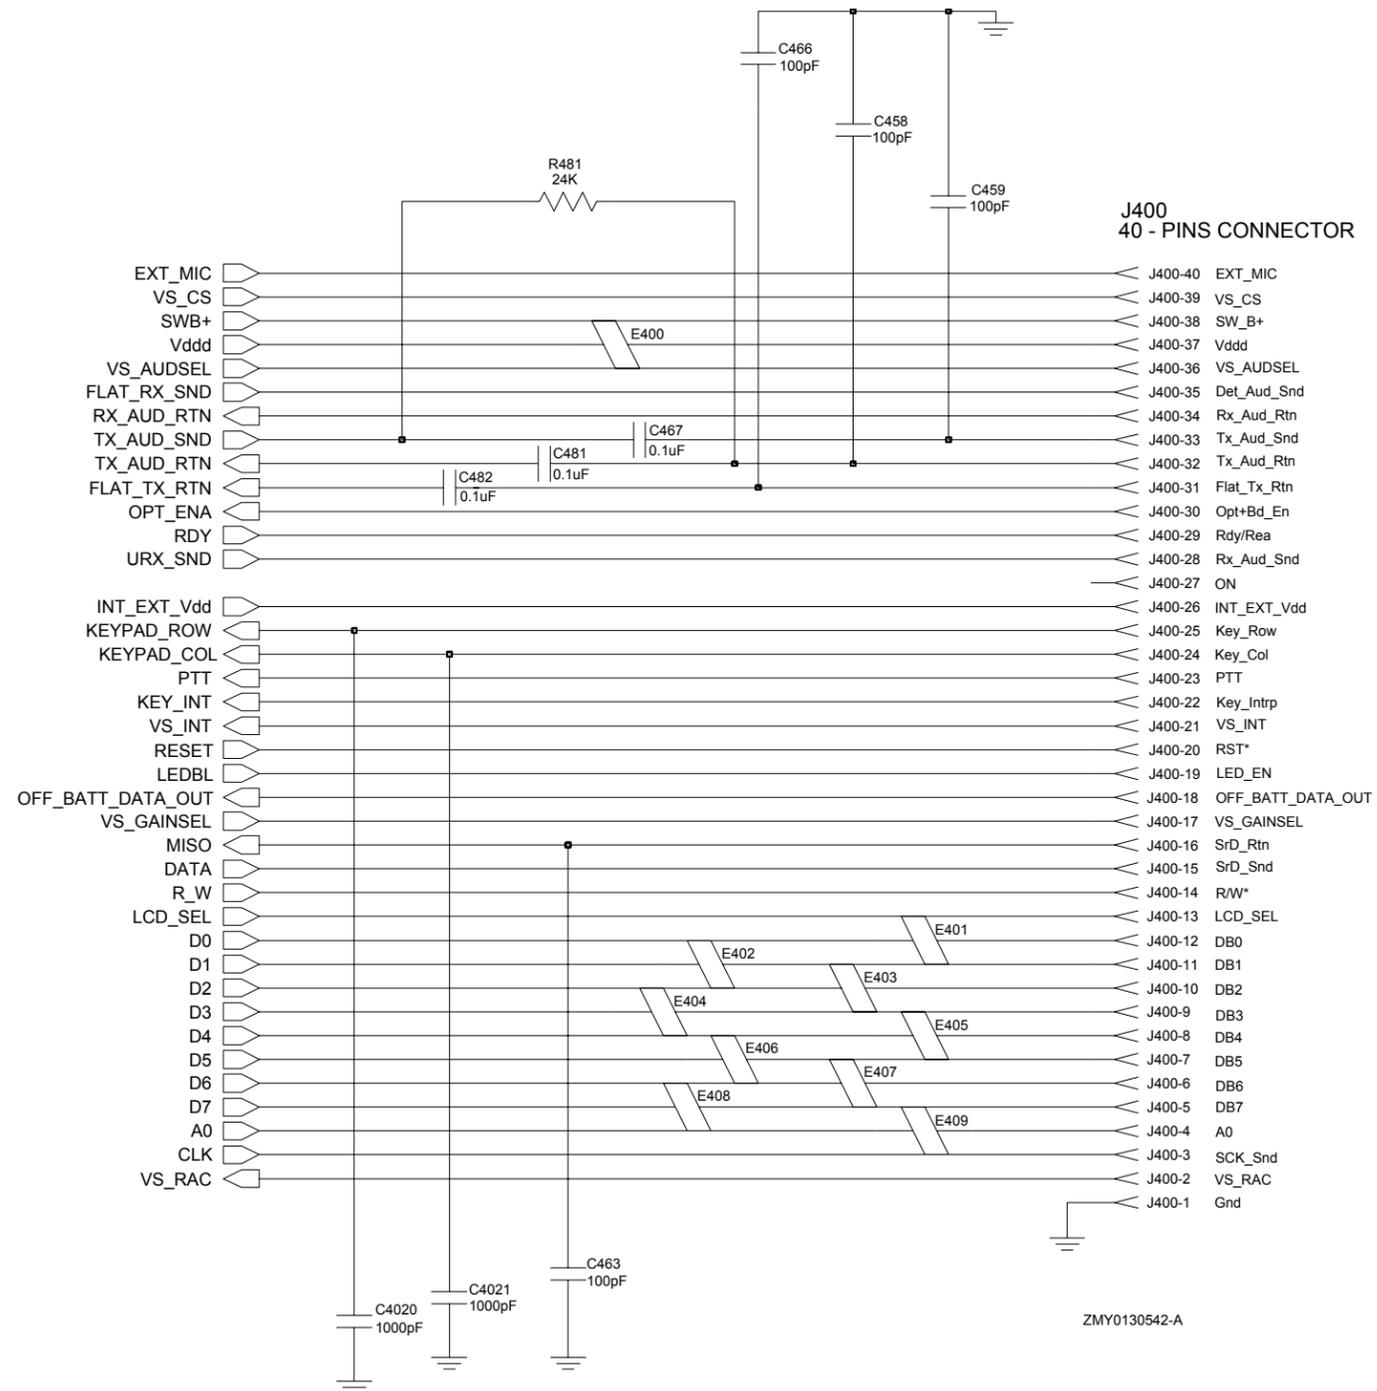 C466
100pF
C458
100pF
R481
24K
C459
100pF
J400
40 - PINS CONNECTOR
EXT_MIC J400-40 EXT_MIC
VS_CS J400-39 VS_CS
SWB+ J400-38 SW_B+
E400
Vddd J400-37 Vddd
VS_AUDSEL J400-36 VS_AUDSEL
FLAT_RX_SND J400-35 Det_Aud_Snd
RX_AUD_RTN J400-34 Rx_Aud_Rtn
C467
TX_AUD_SND J400-33 Tx_Aud_Snd
0.1uF
C481
TX_AUD_RTN J400-32 Tx_Aud_Rtn
0.1uF
C482
FLAT_TX_RTN J400-31 Flat_Tx_Rtn
0.1uF
OPT_ENA J400-30 Opt+Bd_En
RDY J400-29 Rdy/Rea
URX_SND J400-28 Rx_Aud_Snd
J400-27 ON
INT_EXT_Vdd J400-26 INT_EXT_Vdd
KEYPAD_ROW J400-25 Key_Row
KEYPAD_COL J400-24 Key_Col
PTT J400-23 PTT
KEY_INT J400-22 Key_Intrp
VS_INT J400-21 VS_INT
RESET J400-20 RST*
LEDBL J400-19 LED_EN
OFF_BATT_DATA_OUT J400-18 OFF_BATT_DATA_OUT
VS_GAINSEL J400-17 VS_GAINSEL
MISO J400-16 SrD_Rtn
DATA J400-15 SrD_Snd
R_W J400-14 R/W*
LCD_SEL J400-13 LCD_SEL
E401
D0 J400-12 DB0
E402
D1 J400-11 DB1
E403
D2 J400-10 DB2
E404
D3 J400-9 DB3
E405
D4 J400-8 DB4
E406
D5 J400-7 DB5
E407
D6 J400-6 DB6
E408
D7 J400-5 DB7
E409
A0 J400-4 A0
CLK J400-3 SCK_Snd
VS_RAC J400-2 VS_RAC
J400-1 Gnd
C463
100pF
C4021
1000pF
C4020
1000pF
ZMY0130542-A